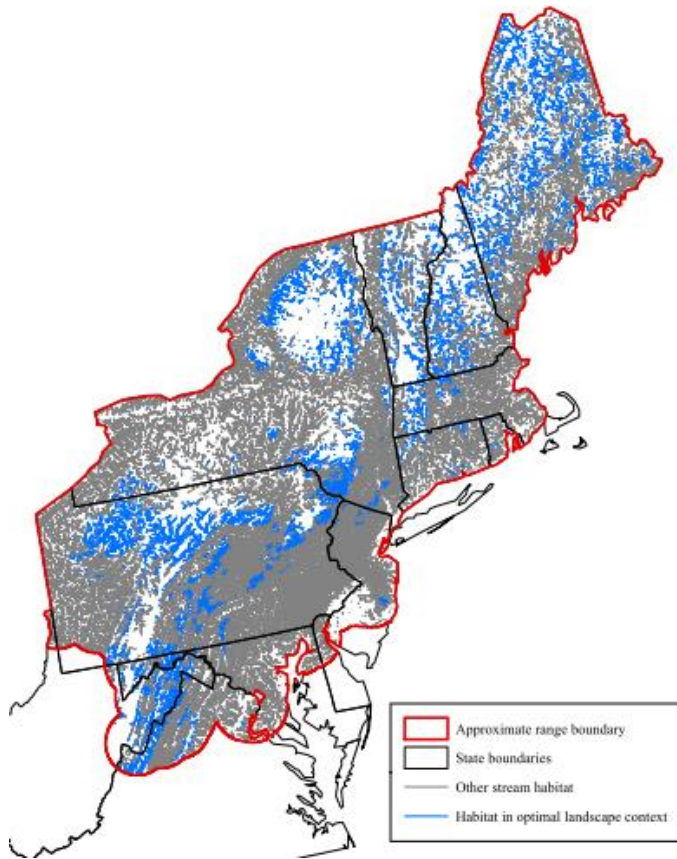 Approximate range boundary
State boundaries
Other stream habitat
Habitat in optimal landscape context